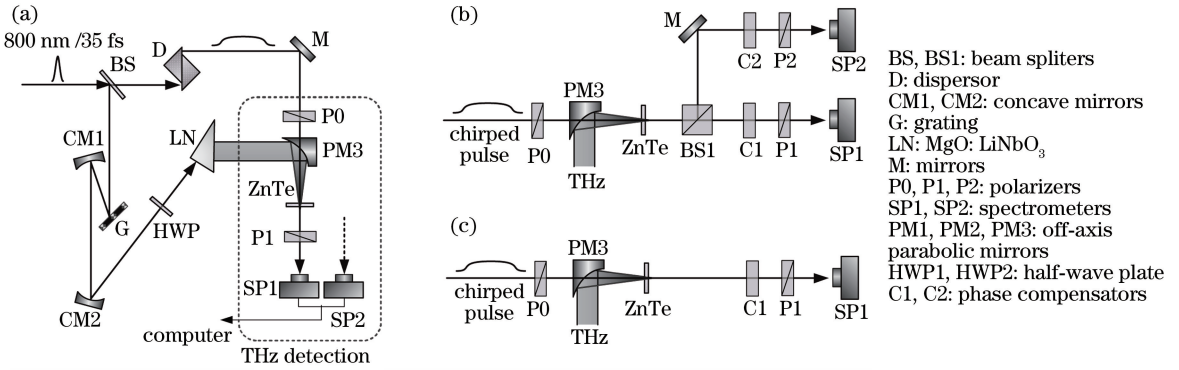 (a)
800 nm /35 fs
BS
D
M
P0
CM1
LN
PM3
ZnTe
G
HWP
P1
SP1
CM2
SP2
computer
THz detection
(b)
M
C2
P2
SP2
PM3
chirped
pulse
P0
ZnTe
BS1
C1
P1
SP1
THz
(c)
PM3
chirped
pulse
P0
ZnTe
C1
P1
SP1
THz
BS, BS1: beam spliters
D: dispersor
CM1, CM2: concave mirrors
G: grating
LN: MgO: LiNbO₃
M: mirrors
P0, P1, P2: polarizers
SP1, SP2: spectrometers
PM1, PM2, PM3: off-axis
parabolic mirrors
HWP1, HWP2: half-wave plate
C1, C2: phase compensators